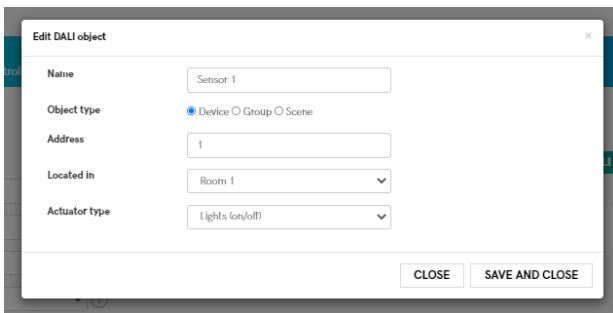 Edit DALI object ×
Name Sensor 1
Object type Device Group Scene
Address 1
Located in Room 1
Actuator type Lights (on/off)
CLOSE SAVE AND CLOSE